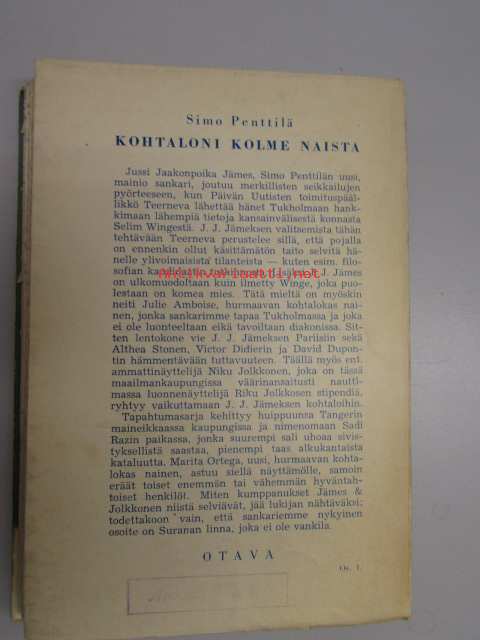 Simo Penttilä
KOHTALONI KOLME NAISTA
Jussi Jaakonpoika Jämes, Simo Penttilän uusi,
mainio sankari, joutuu merkillisten seikkailujen
pyörteeseen, kun Päivän Uutisten toimituspääl-
likkö Teerneva lähettää hänet Tukholmaan hank-
kimaan lähempiä tietoja kansainvälisestä konnasta
Selim Wingestä. J. J. Jämeksen valitsemista tähän
tehtävään Teerneva perustelee sillä, että pojalla
on ennenkin ollut käsittämätön taito selvitä hä-
nelle ylivoimaisista tilanteista — kuten esim. filo-
sofian kandidaatin tutkinnosta J. J. Jämes
on ulkomuodoltaan kuin ilmetty Winge, joka puo-
lestaan on komea mies. Tätä mieltä on myöskin
neiti Julie Amboise, hurmaavan kohtalokas nai-
nen, jonka sankarimme tapaa Tukholmassa ja joka
ei ole luonteeltaan eikä tavoiltaan diakonissa. Sit-
ten lentokone vie J. J. Jämeksen Pariisiin sekä
Althea Stonen, Victor Didierin ja David Dupun-
tin hämmentävään tuttavuuteen. Täällä myös ent.
ammattinäyttelijä Niku Jolkkonen, joka on tässä
maailmankaupungissa väärinansaitusti nautti-
massa luonnenäyttelijä Riku Jolkkosen stipendiä,
ryhtyy vaikuttamaan J. J. Jämeksen kohtaloihin.
Tapahtumasarja kehittyy huippuunsa Tangerin
maineikkaassa kaupungissa ja nimenomaan Sadi
Razin paikassa, jonka suurempi sali uhoaa sivis-
tyksellistä saastaa, pienempi taas alkukantaista
kataluutta. Marita Ortega, uusi, hurmaavan kohta-
lokas nainen, astuu siellä näyttämölle, samoin
eräät toiset enemmän tai vähemmän hyväntah-
toiset henkilöt. Miten kumppanukset Jämes &
Jolkkonen niistä selviävät, jää lukijan nähtäväksi;
todettakoon vain, että sankariemme nykyinen
osoite on Suranan linna, joka ei ole vankila.
OTAVA